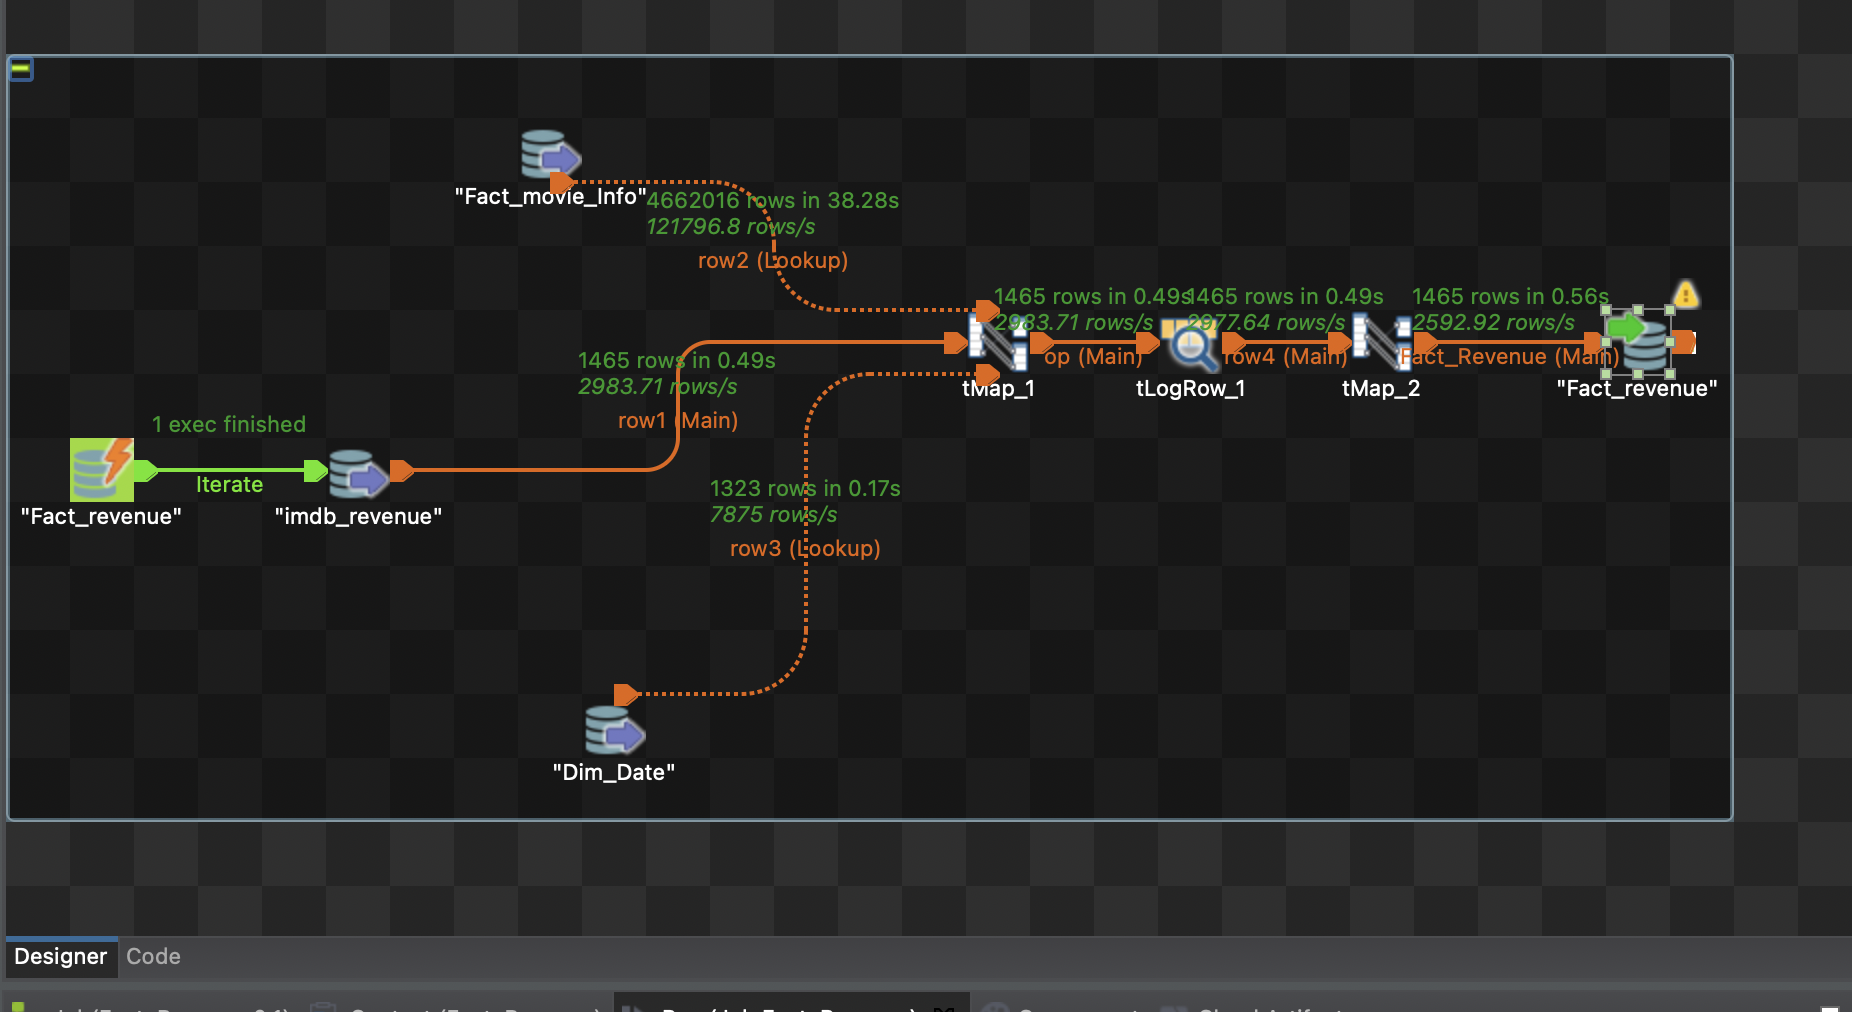 "Fact_movie_Info"
4662016 rows in 38.28s
121796.8 rows/s
row2 (Lookup)
1465 rows in 0.49s
2983.71 rows/s
op (Main)
1465 rows in 0.49s
2977.64 rows/s
row4 (Main)
1465 rows in 0.56s
2592.92 rows/s
Fact_Revenue (Main)
tMap_1
tLogRow_1
tMap_2
"Fact_revenue"
1465 rows in 0.49s
2983.71 rows/s
row1 (Main)
1 exec finished
Iterate
"Fact_revenue"
"imdb_revenue"
1323 rows in 0.17s
7875 rows/s
row3 (Lookup)
"Dim_Date"
Designer
Code